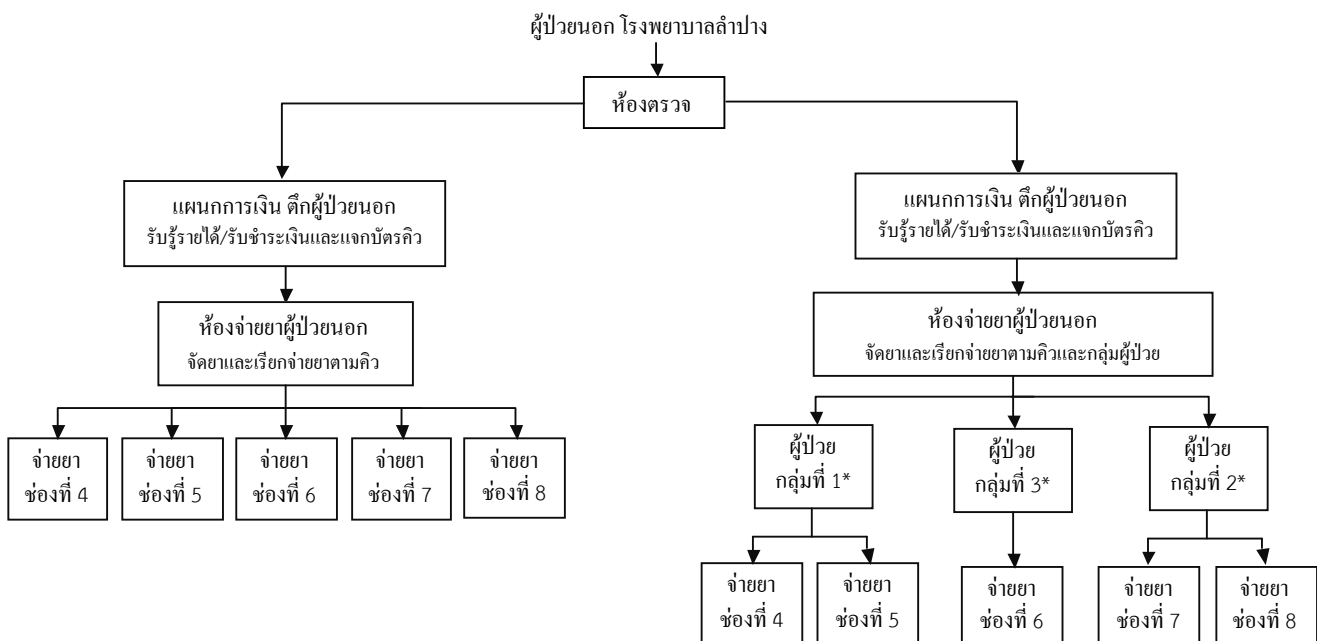 ผู้ป่วยนอก โรงพยาบาลลำปาง
ห้องตรวจ
แผนกการเงิน ตึกผู้ป่วยนอก
รับรู้รายได้/รับชำระเงินและแจกบัตรคิว
ห้องจ่ายยาผู้ป่วยนอก
จัดยาและเรียกจ่ายยาตามคิว
จ่ายยา
ช่องที่ 4
จ่ายยา
ช่องที่ 5
จ่ายยา
ช่องที่ 6
จ่ายยา
ช่องที่ 7
จ่ายยา
ช่องที่ 8
แผนกการเงิน ตึกผู้ป่วยนอก
รับรู้รายได้/รับชำระเงินและแจกบัตรคิว
ห้องจ่ายยาผู้ป่วยนอก
จัดยาและเรียกจ่ายยาตามคิวและกลุ่มผู้ป่วย
ผู้ป่วย
กลุ่มที่ 1*
ผู้ป่วย
กลุ่มที่ 3*
ผู้ป่วย
กลุ่มที่ 2*
จ่ายยา
ช่องที่ 4
จ่ายยา
ช่องที่ 5
จ่ายยา
ช่องที่ 6
จ่ายยา
ช่องที่ 7
จ่ายยา
ช่องที่ 8